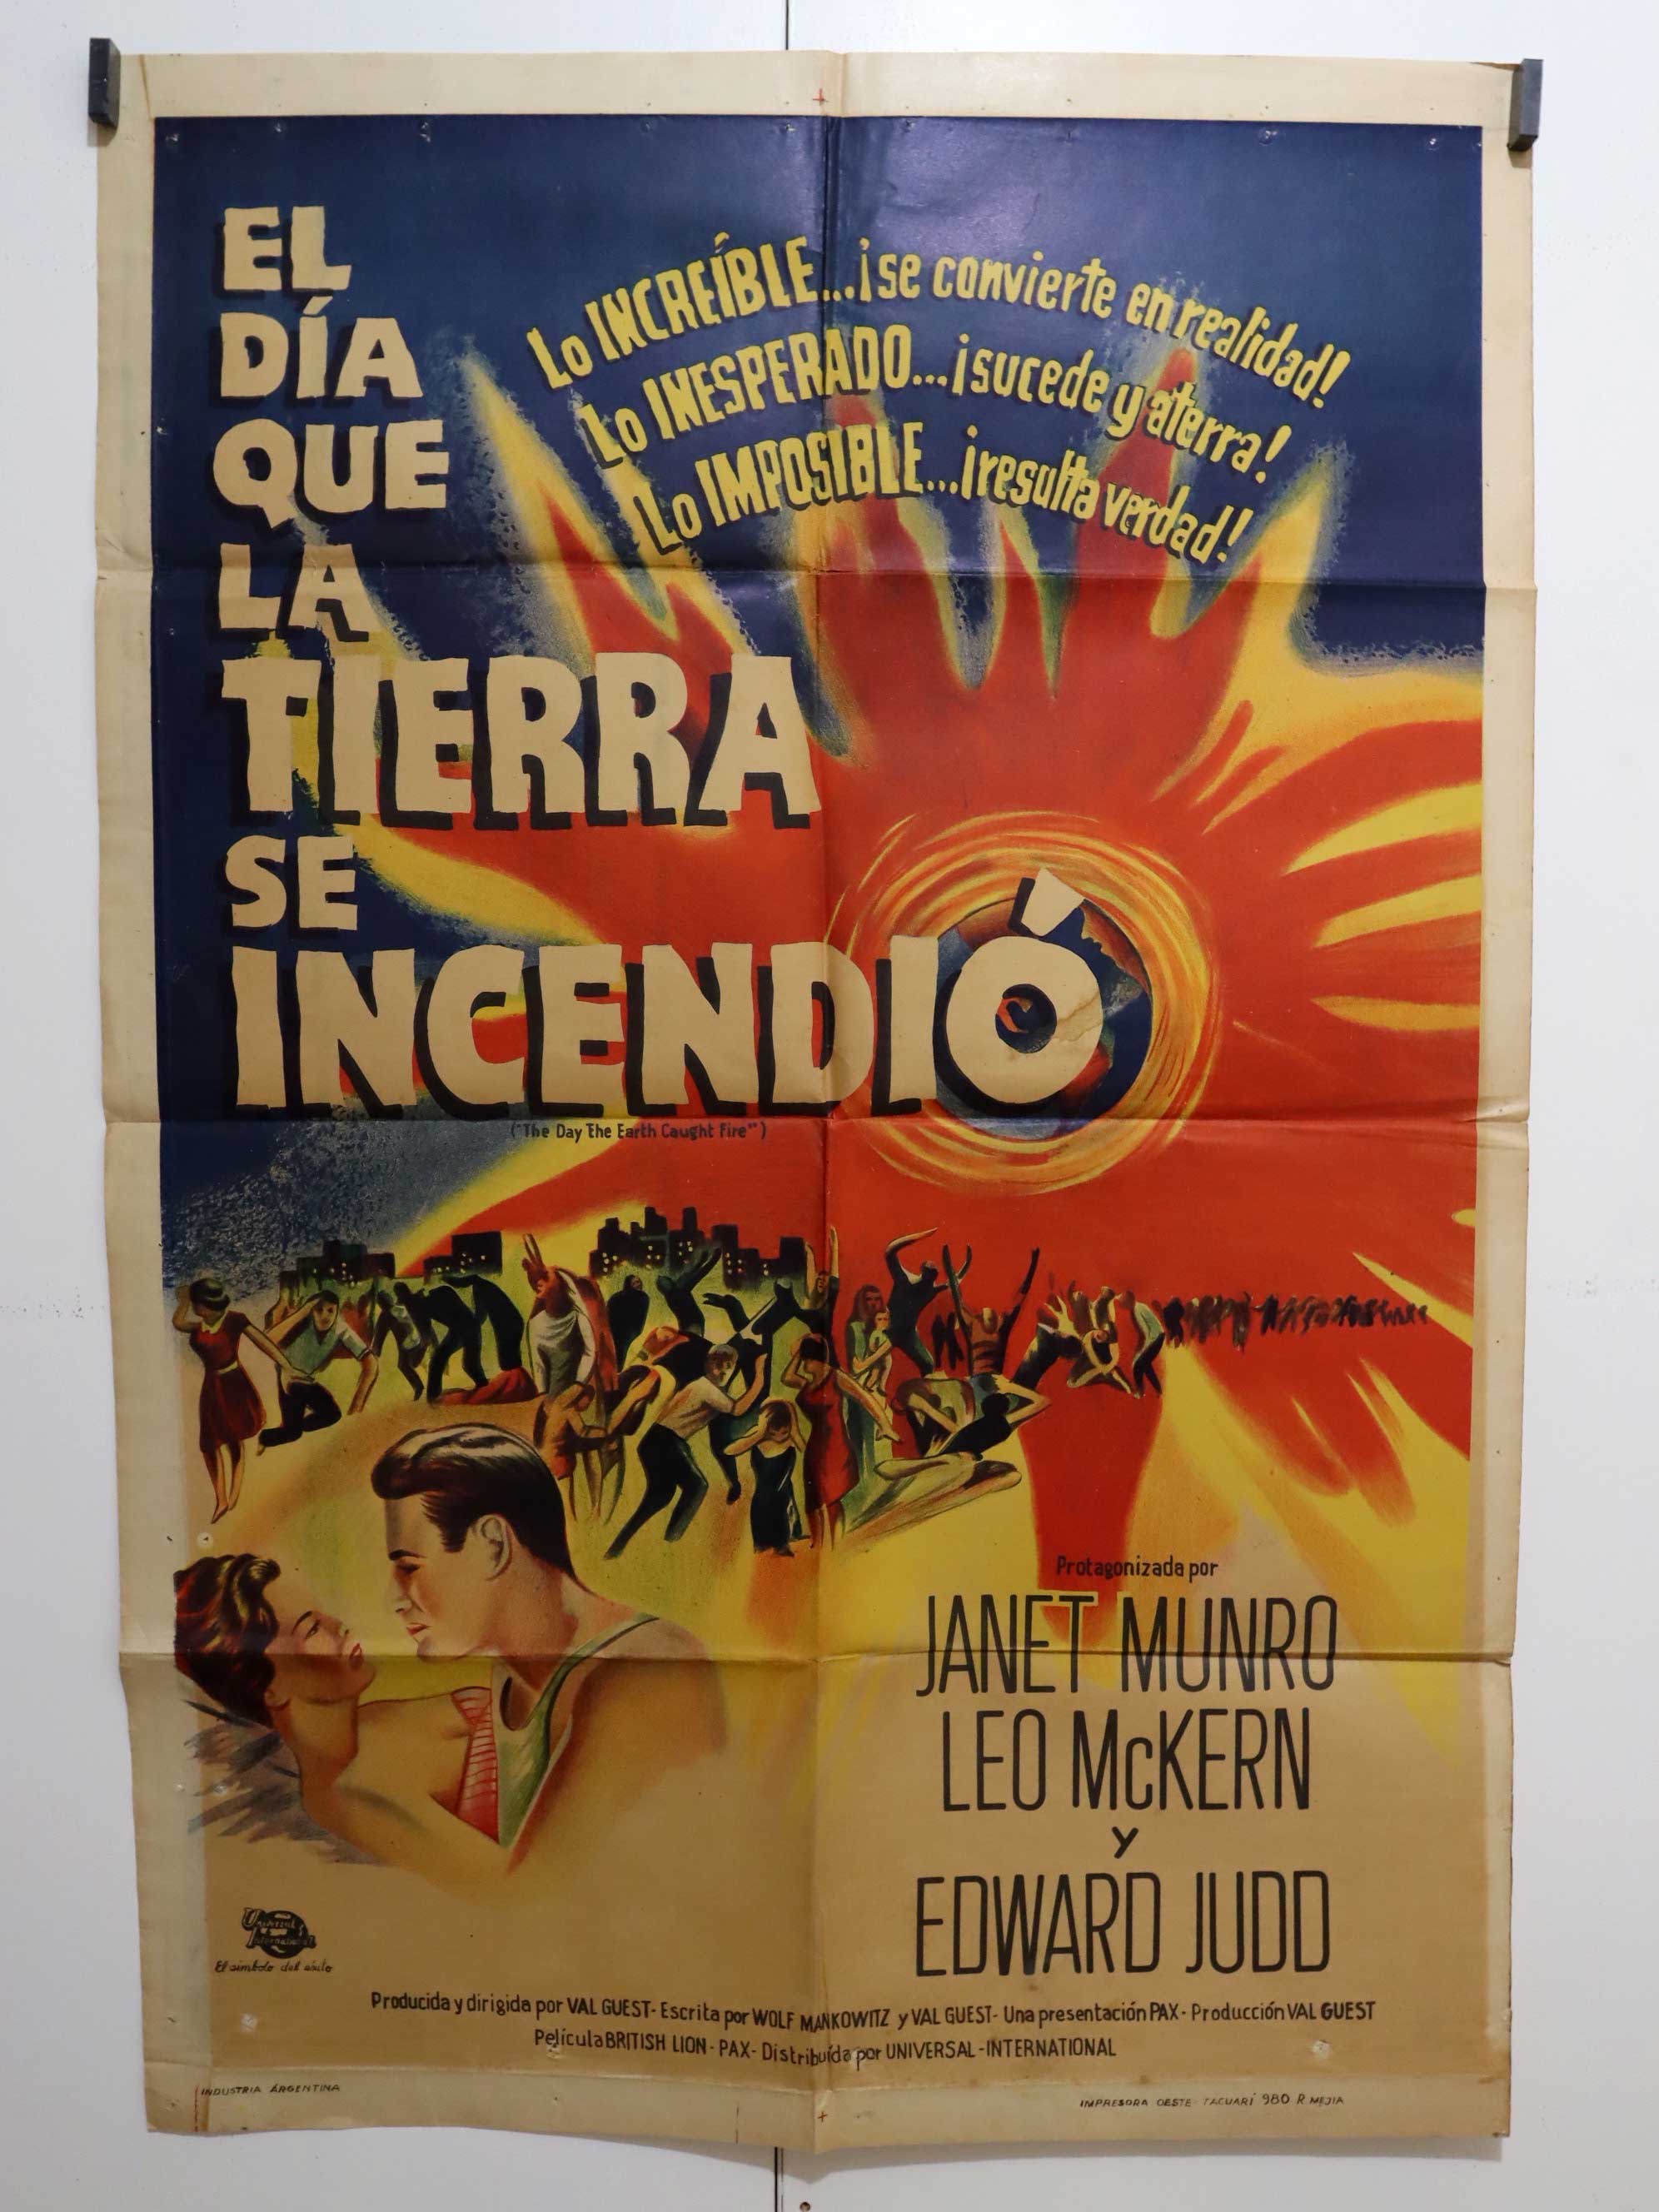 EL
DÍA
QUE
LA
TIERRA
SE
INCENDIÓ
("The Day The Earth Caught Fire")
Lo INCREÍBLE...¡se convierte en realidad!
Lo INESPERADO...¡sucede y aterra!
Lo IMPOSIBLE...¡resulta verdad!
Protagonizada por
JANET MUNRO
LEO McKERN
Y
EDWARD JUDD
Universal
International
El símbolo del éxito
Producida y dirigida por VAL GUEST- Escrita por WOLF MANKOWITZ y VAL GUEST- Una presentación PAX- Producción VAL GUEST
Película BRITISH LION-PAX- Distribuída por UNIVERSAL-INTERNATIONAL
INDUSTRIA ARGENTINA
IMPRESORA OESTE - TACUARÍ 980 R. MEJIA